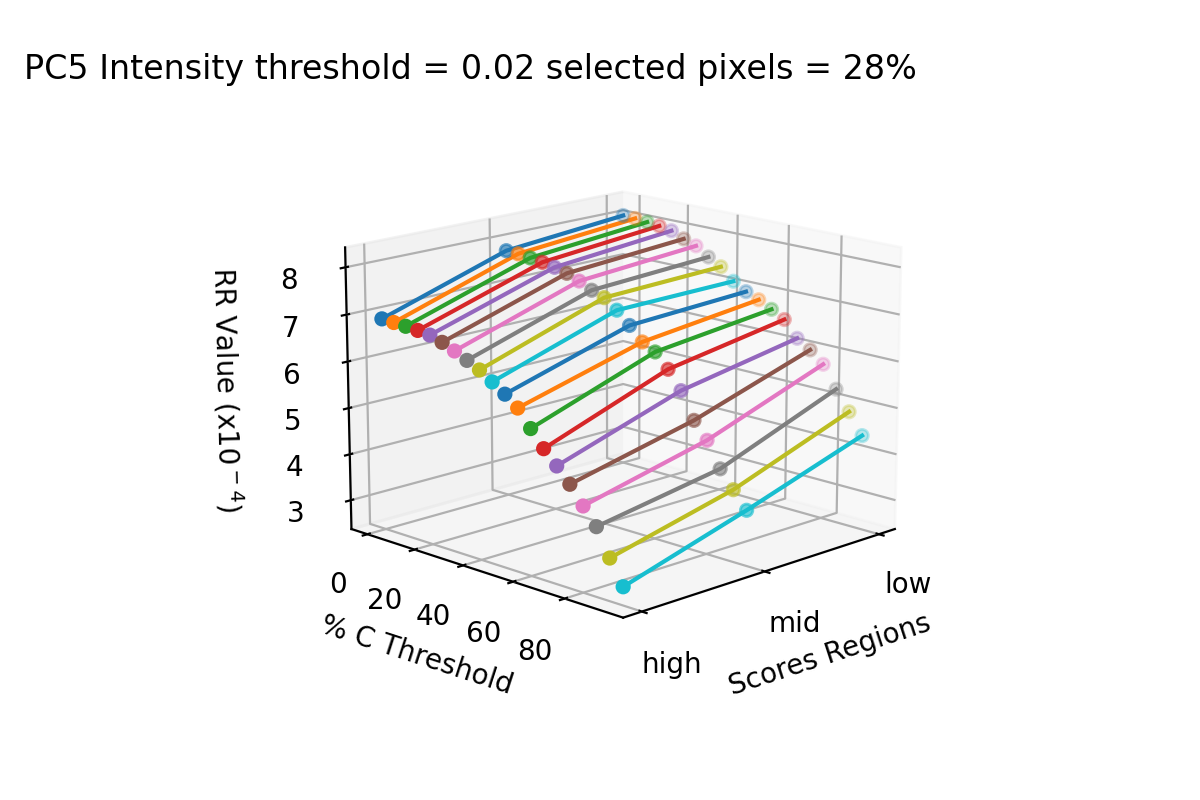 PC5 Intensity threshold = 0.02 selected pixels = 28%
RR Value (x10⁻⁴)
8
7
6
5
4
3
0
20
40
60
80
% C Threshold
high
mid
low
Scores Regions